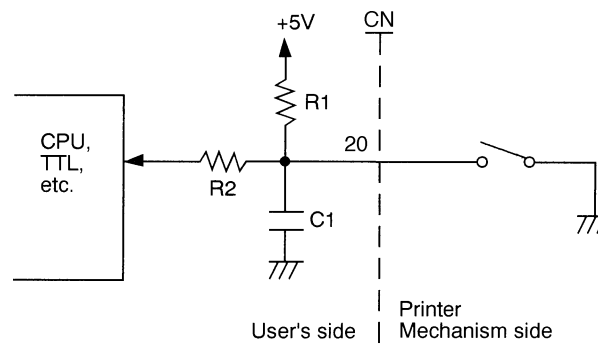 +5V
CN
R1
CPU,
TTL,
etc.
20
R2
C1
User's side
Printer
Mechanism side